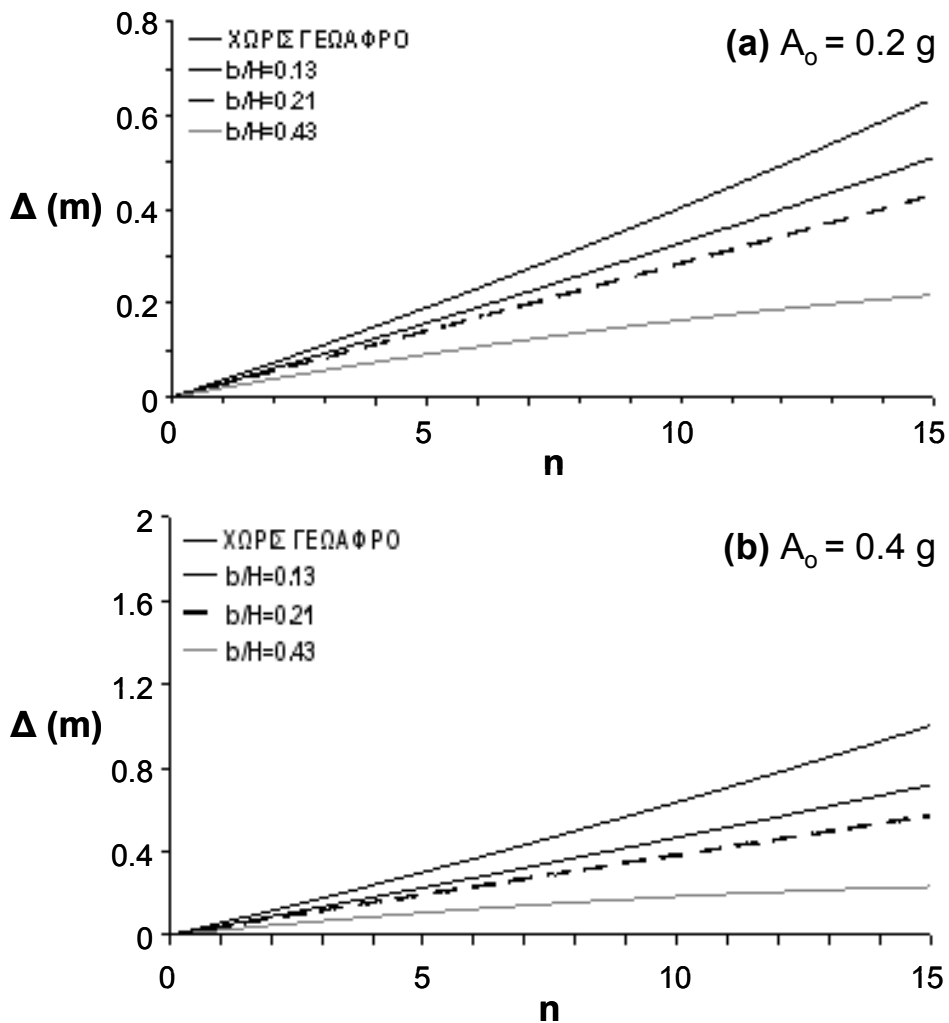 0.8
ΧΩΡΙΣ ΓΕΩΑΦΡΟ
b/H=0.13
b/H=0.21
b/H=0.43
(a) Ao = 0.2 g
0.6
Δ (m)
0.4
0.2
0
0 5 10 15
n
2
ΧΩΡΙΣ ΓΕΩΑΦΡΟ
b/H=0.13
b/H=0.21
b/H=0.43
(b) Ao = 0.4 g
1.6
1.2
Δ (m)
0.8
0.4
0
0 5 10 15
n